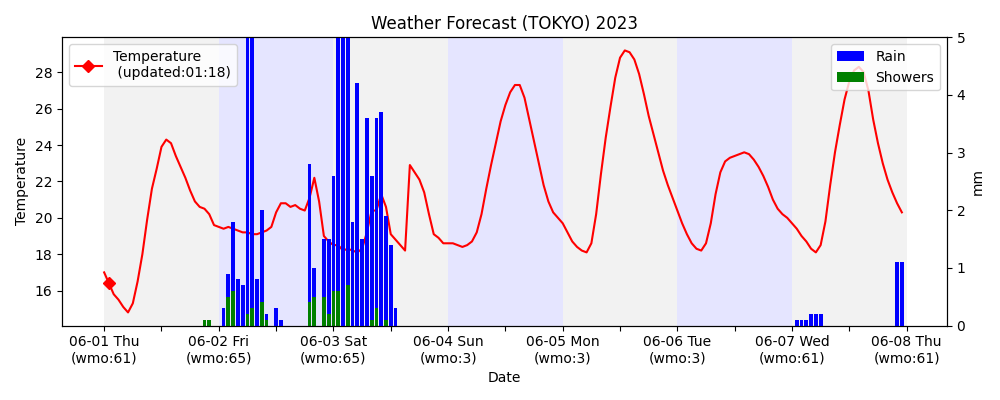 Weather Forecast (TOKYO) 2023
Temperature
(updated:01:18)
Rain
Showers
28
26
24
22
20
18
16
Temperature
5
4
3
2
1
0
mm
06-01 Thu
(wmo:61)
06-02 Fri
(wmo:65)
06-03 Sat
(wmo:65)
06-04 Sun
(wmo:3)
06-05 Mon
(wmo:3)
06-06 Tue
(wmo:3)
06-07 Wed
(wmo:61)
06-08 Thu
(wmo:61)
Date